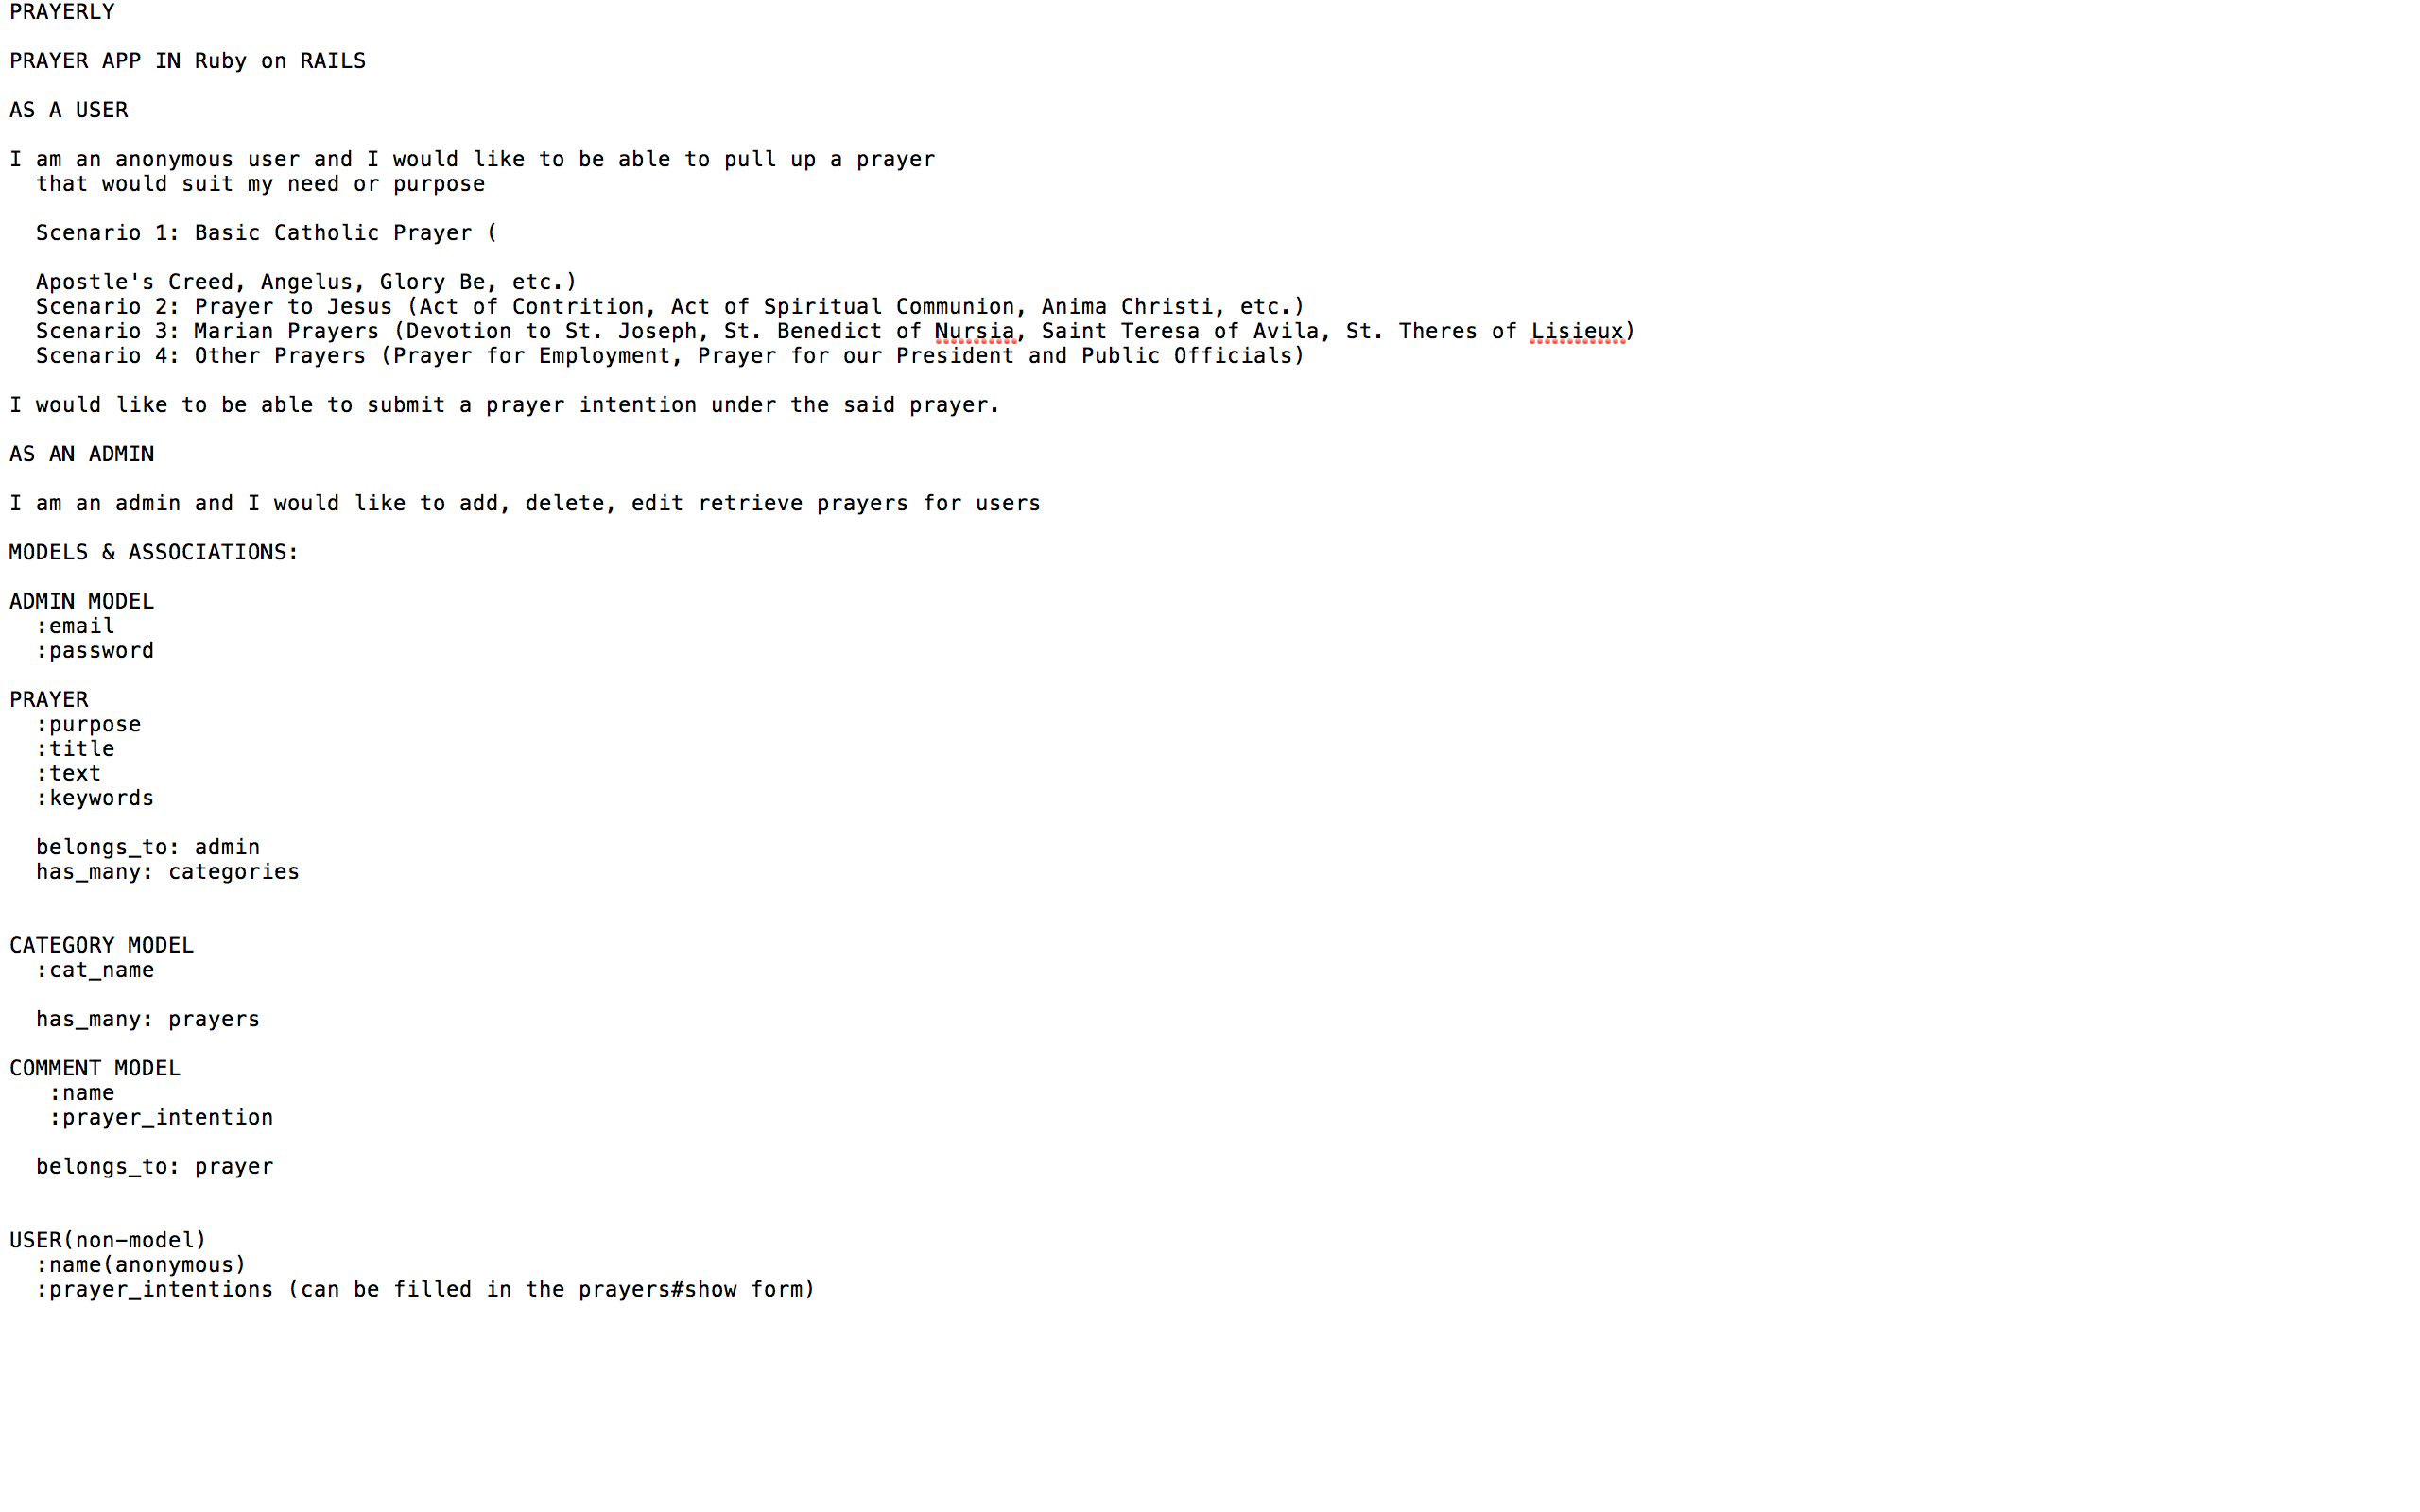 PRAYERLY
PRAYER APP IN Ruby on RAILS
AS A USER
I am an anonymous user and I would like to be able to pull up a prayer
that would suit my need or purpose
Scenario 1: Basic Catholic Prayer (
Apostle's Creed, Angelus, Glory Be, etc.)
Scenario 2: Prayer to Jesus (Act of Contrition, Act of Spiritual Communion, Anima Christi, etc.)
Scenario 3: Marian Prayers (Devotion to St. Joseph, St. Benedict of Nursia, Saint Teresa of Avila, St. Theres of Lisieux)
Scenario 4: Other Prayers (Prayer for Employment, Prayer for our President and Public Officials)
I would like to be able to submit a prayer intention under the said prayer.
AS AN ADMIN
I am an admin and I would like to add, delete, edit retrieve prayers for users
MODELS & ASSOCIATIONS:
ADMIN MODEL
:email
:password
PRAYER
:purpose
:title
:text
:keywords
belongs_to: admin
has_many: categories
CATEGORY MODEL
:cat_name
has_many: prayers
COMMENT MODEL
:name
:prayer_intention
belongs_to: prayer
USER(non-model)
:name(anonymous)
:prayer_intentions (can be filled in the prayers#show form)